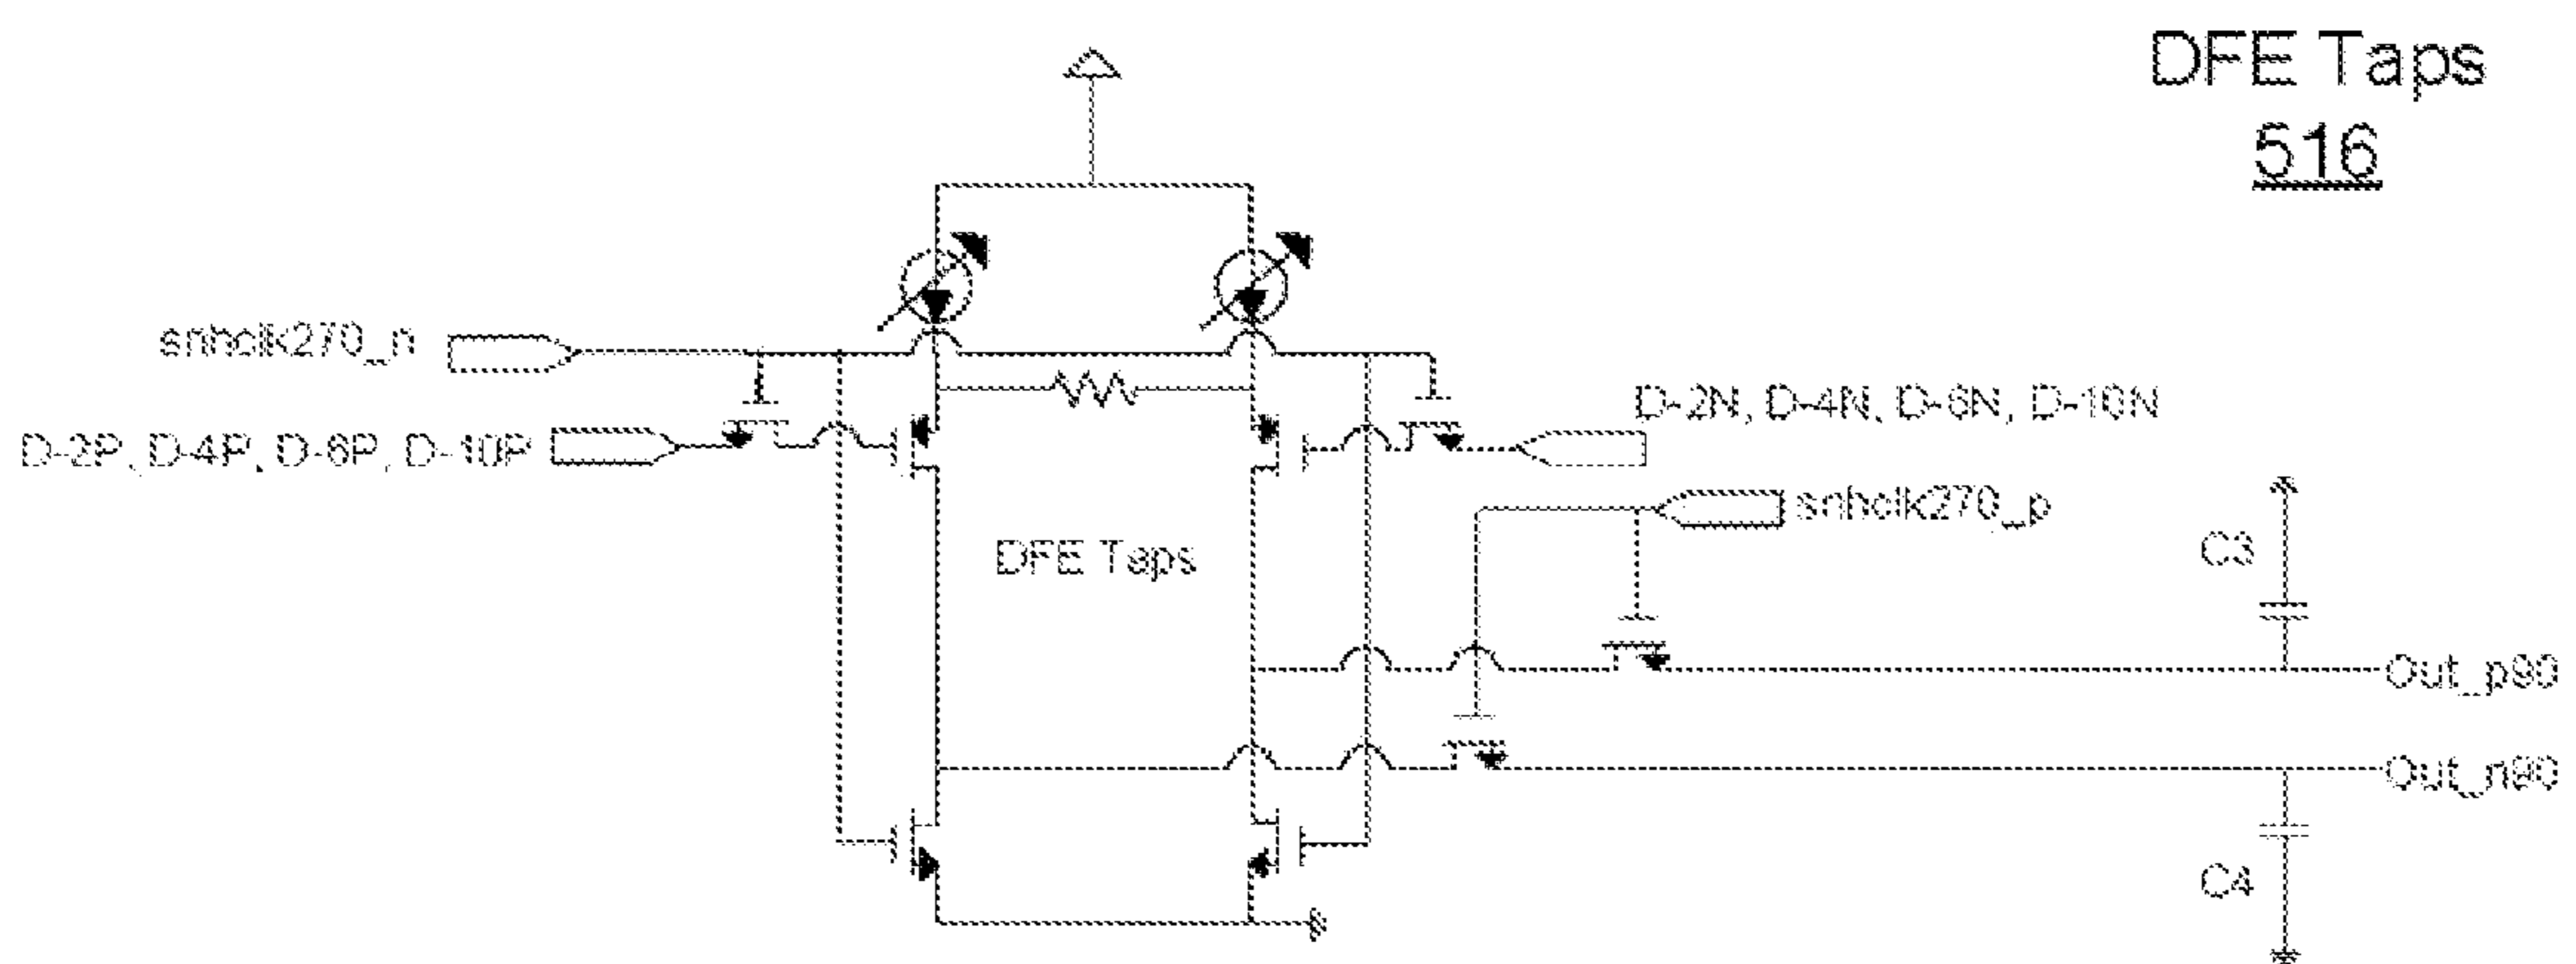 DFE Taps
516
snhclk270_n
D-2N, D-4N, D-6N, D-10N
D-2P, D-4P, D-6P, D-10P
snhclk270_p
DFE Taps
C3
Out_p90
Out_n90
C4